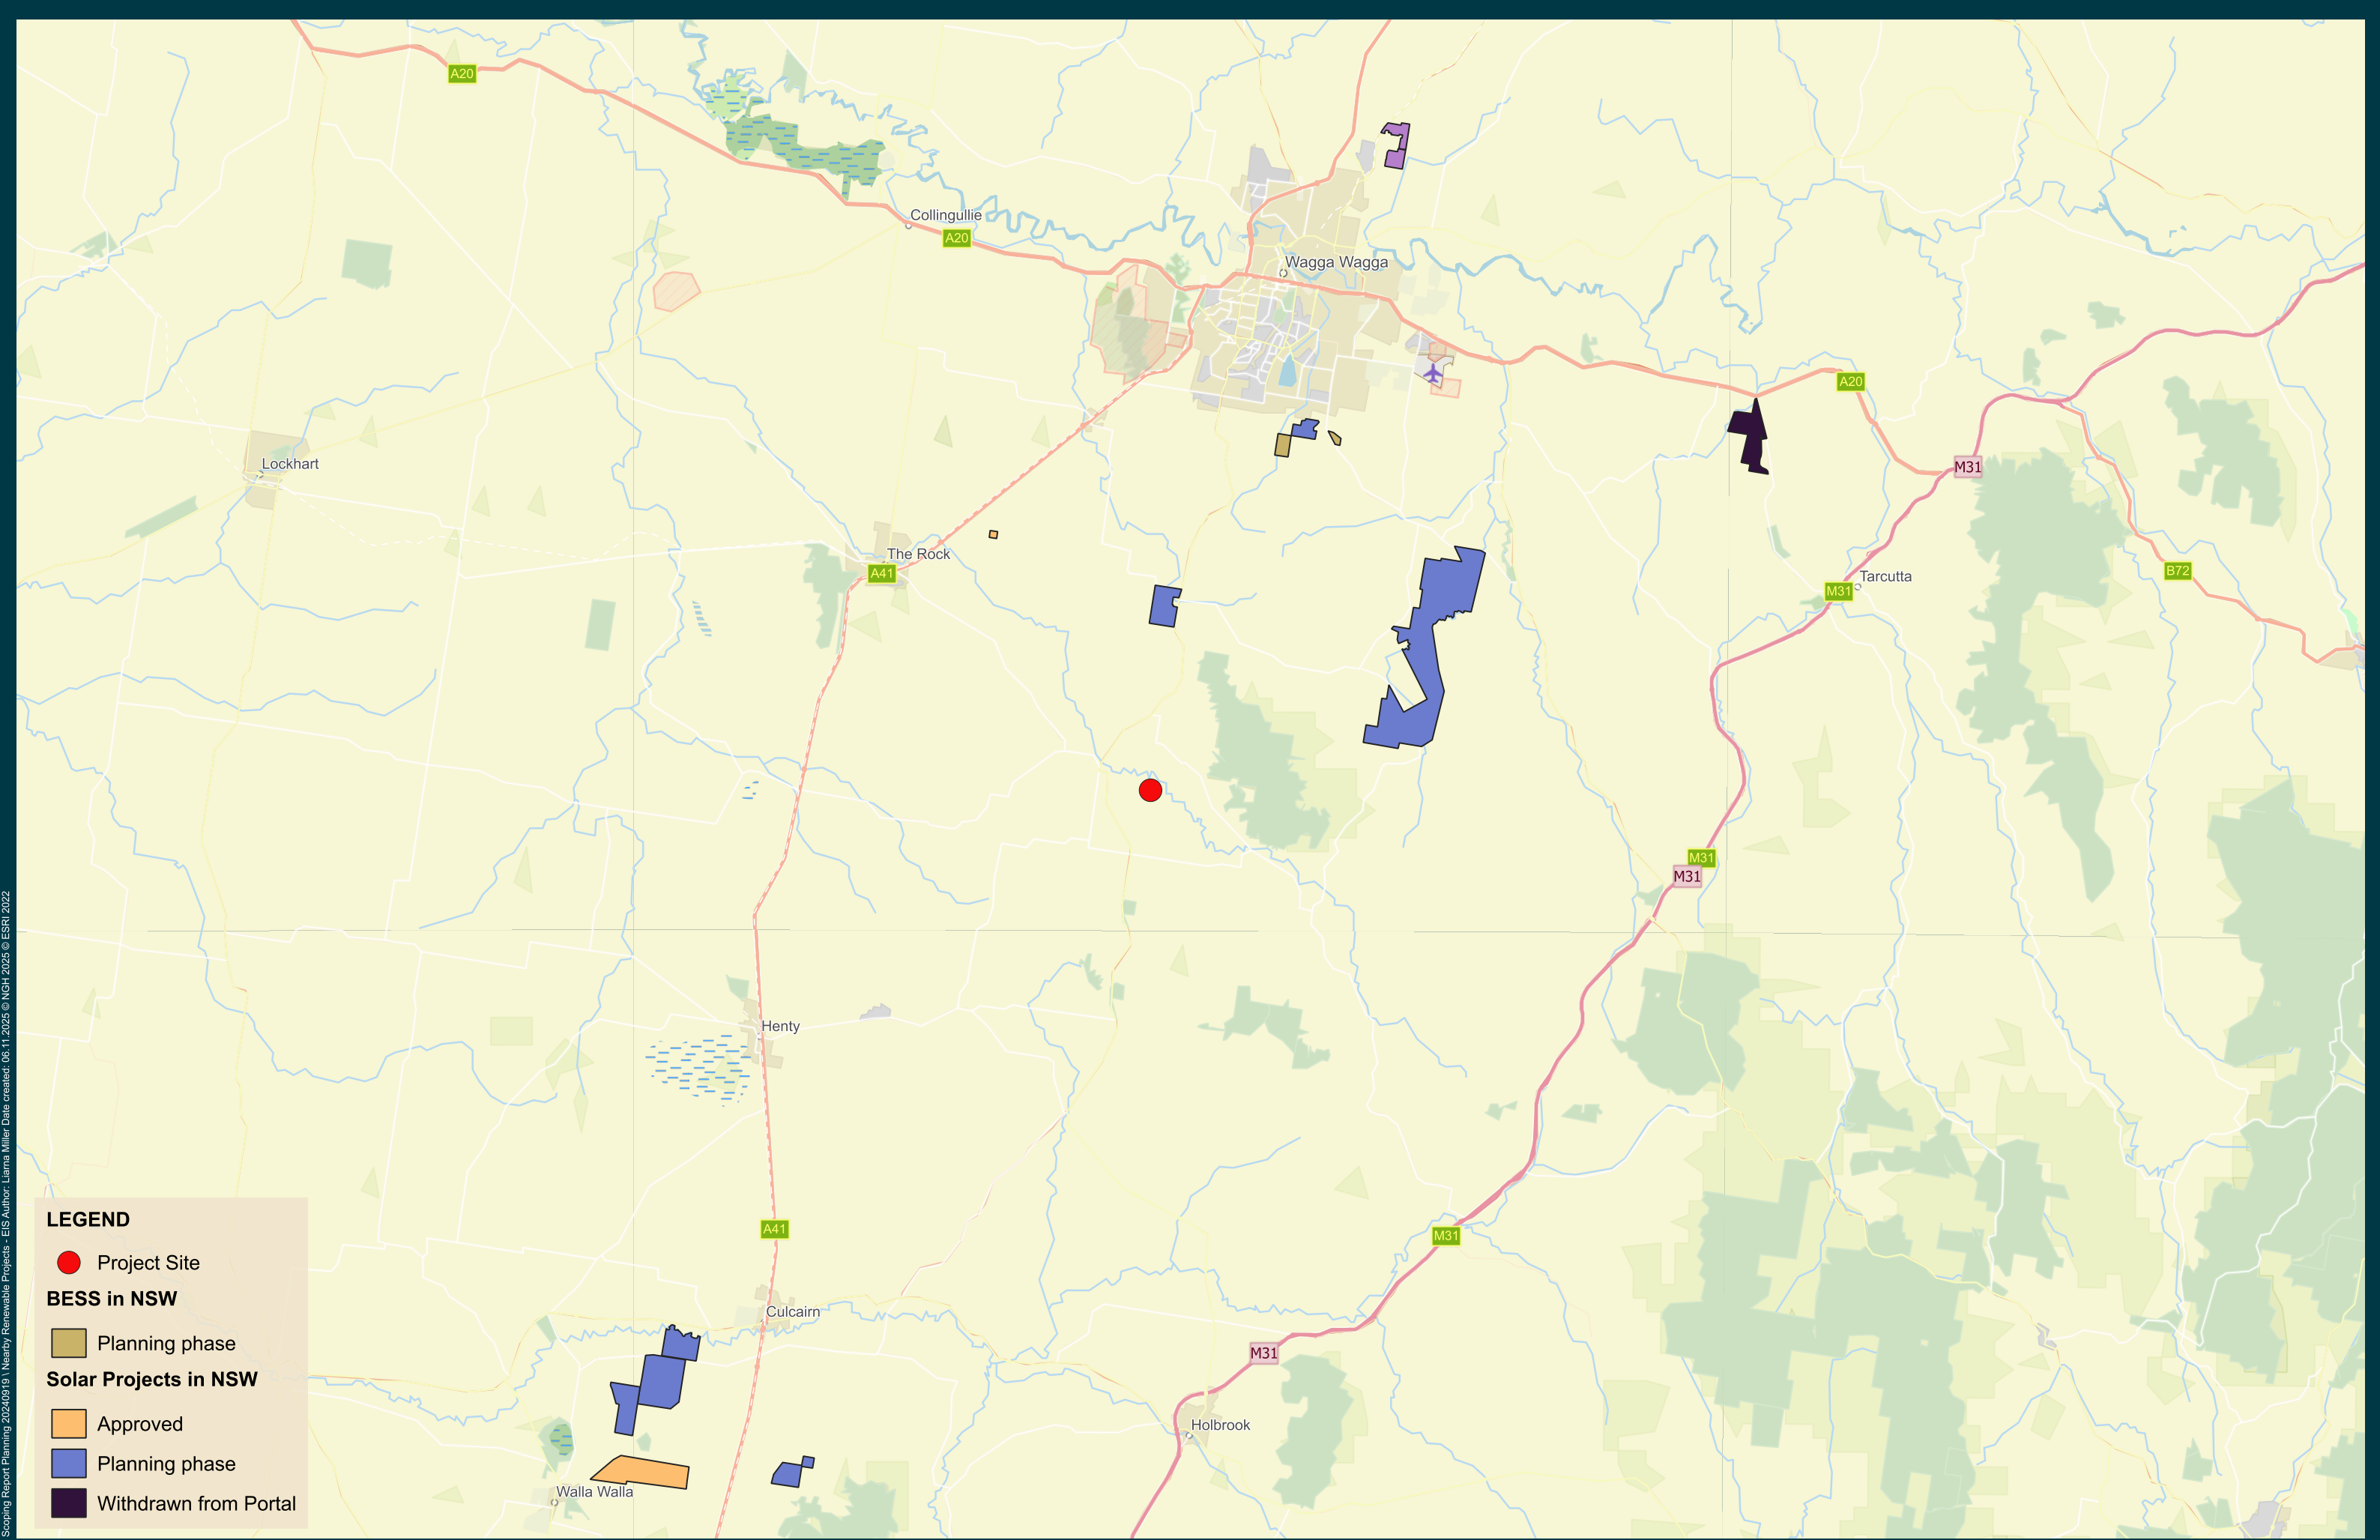 A20
Collingullie
A20
Wagga Wagga
A20
Lockhart
M31
The Rock
A41
B72
Tarcutta
M31
M31
M31
Henty
A41
M31
Culcairn
M31
Holbrook
Walla Walla
LEGEND
Project Site
BESS in NSW
Planning phase
Solar Projects in NSW
Approved
Planning phase
Withdrawn from Portal
Scoping Report Planning 20240919 \ Nearby Renewable Projects - EIS Author: Liarna Miller Date created: 06.11.2025 © NGH 2025 © ESRI 2022